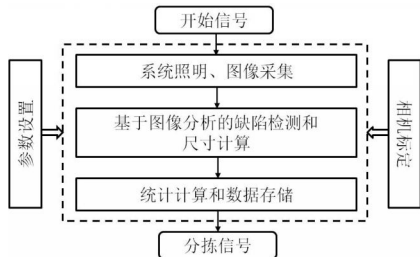 开始信号
系统照明、图像采集
参数设置
基于图像分析的缺陷检测和
尺寸计算
相机标定
统计计算和数据存储
分拣信号